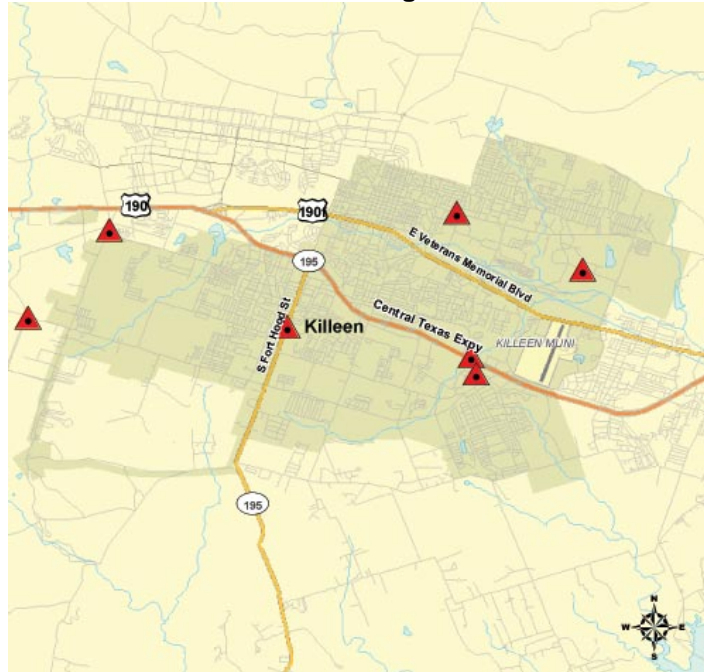 190
190
195
E Veterans Memorial Blvd
S Fort Hood St
Killeen
Central Texas Expy
KILLEEN MUNI
195
N
W E
S